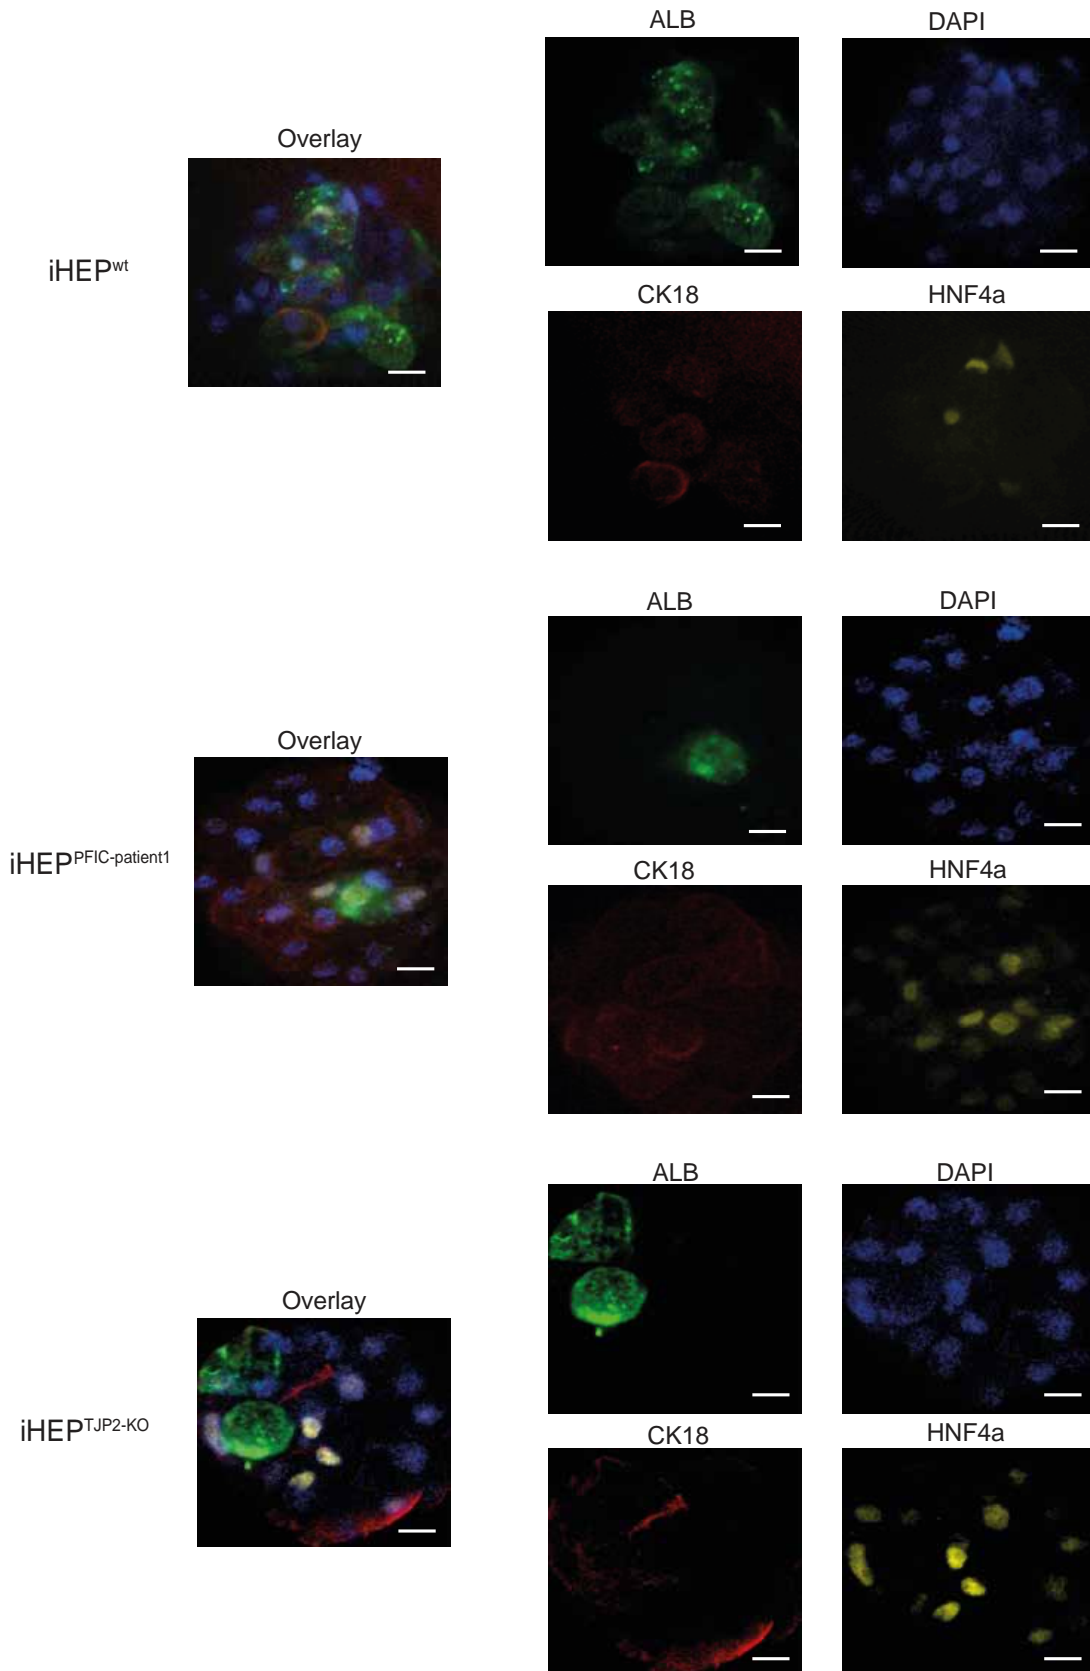 ALB
DAPI
Overlay
iHEPwt
CK18
HNF4a
ALB
DAPI
Overlay
iHEPPFIC-patient1
CK18
HNF4a
ALB
DAPI
Overlay
iHEPTJP2-KO
CK18
HNF4a